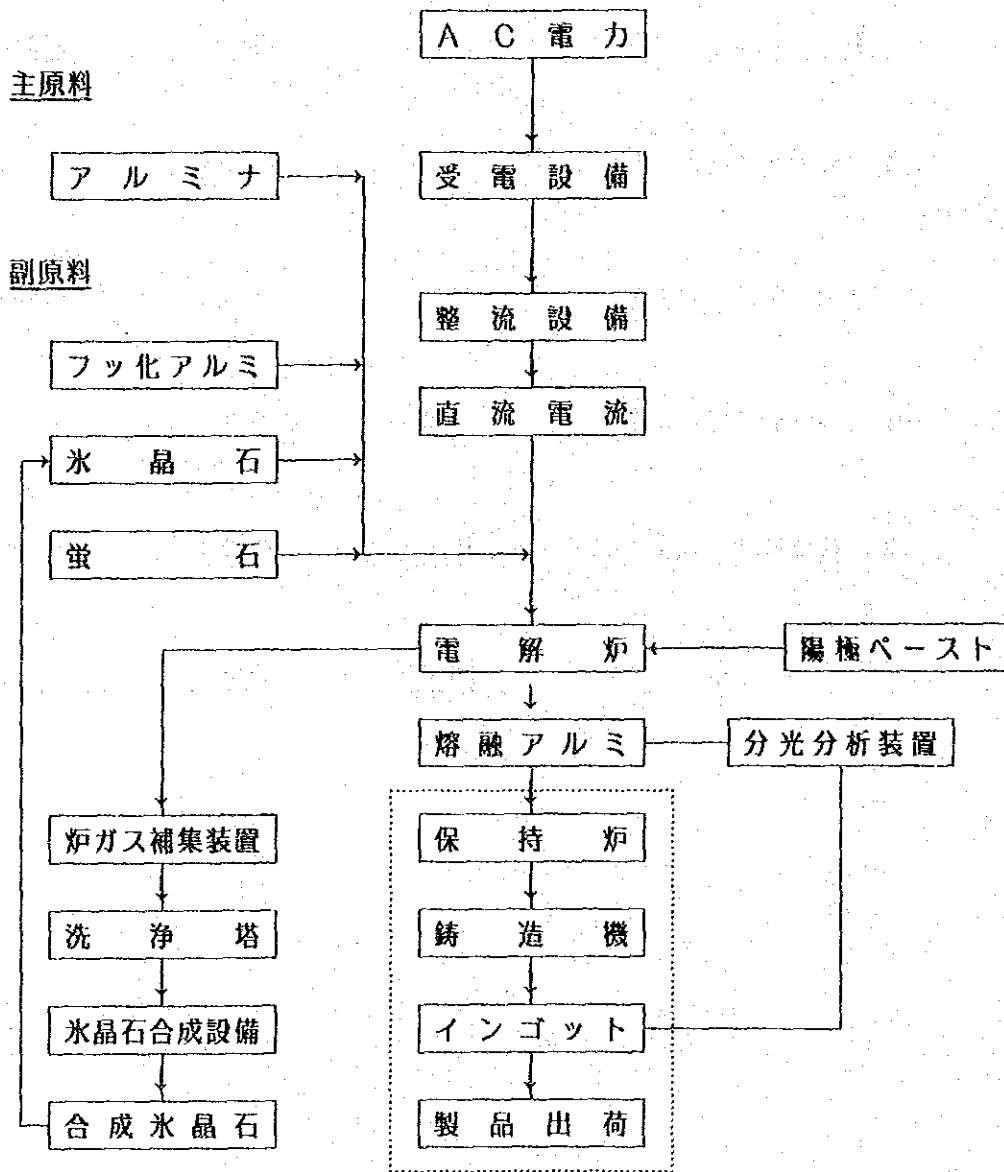 AC電力
主原料
アルミナ
受電設備
副原料
整流設備
フッ化アルミ
直流電流
氷晶石
蛍石
電解炉
陽極ペースト
熔融アルミ
分光分析装置
炉ガス補集装置
保持炉
洗浄塔
鋳造機
氷晶石合成設備
インゴット
合成氷晶石
製品出荷